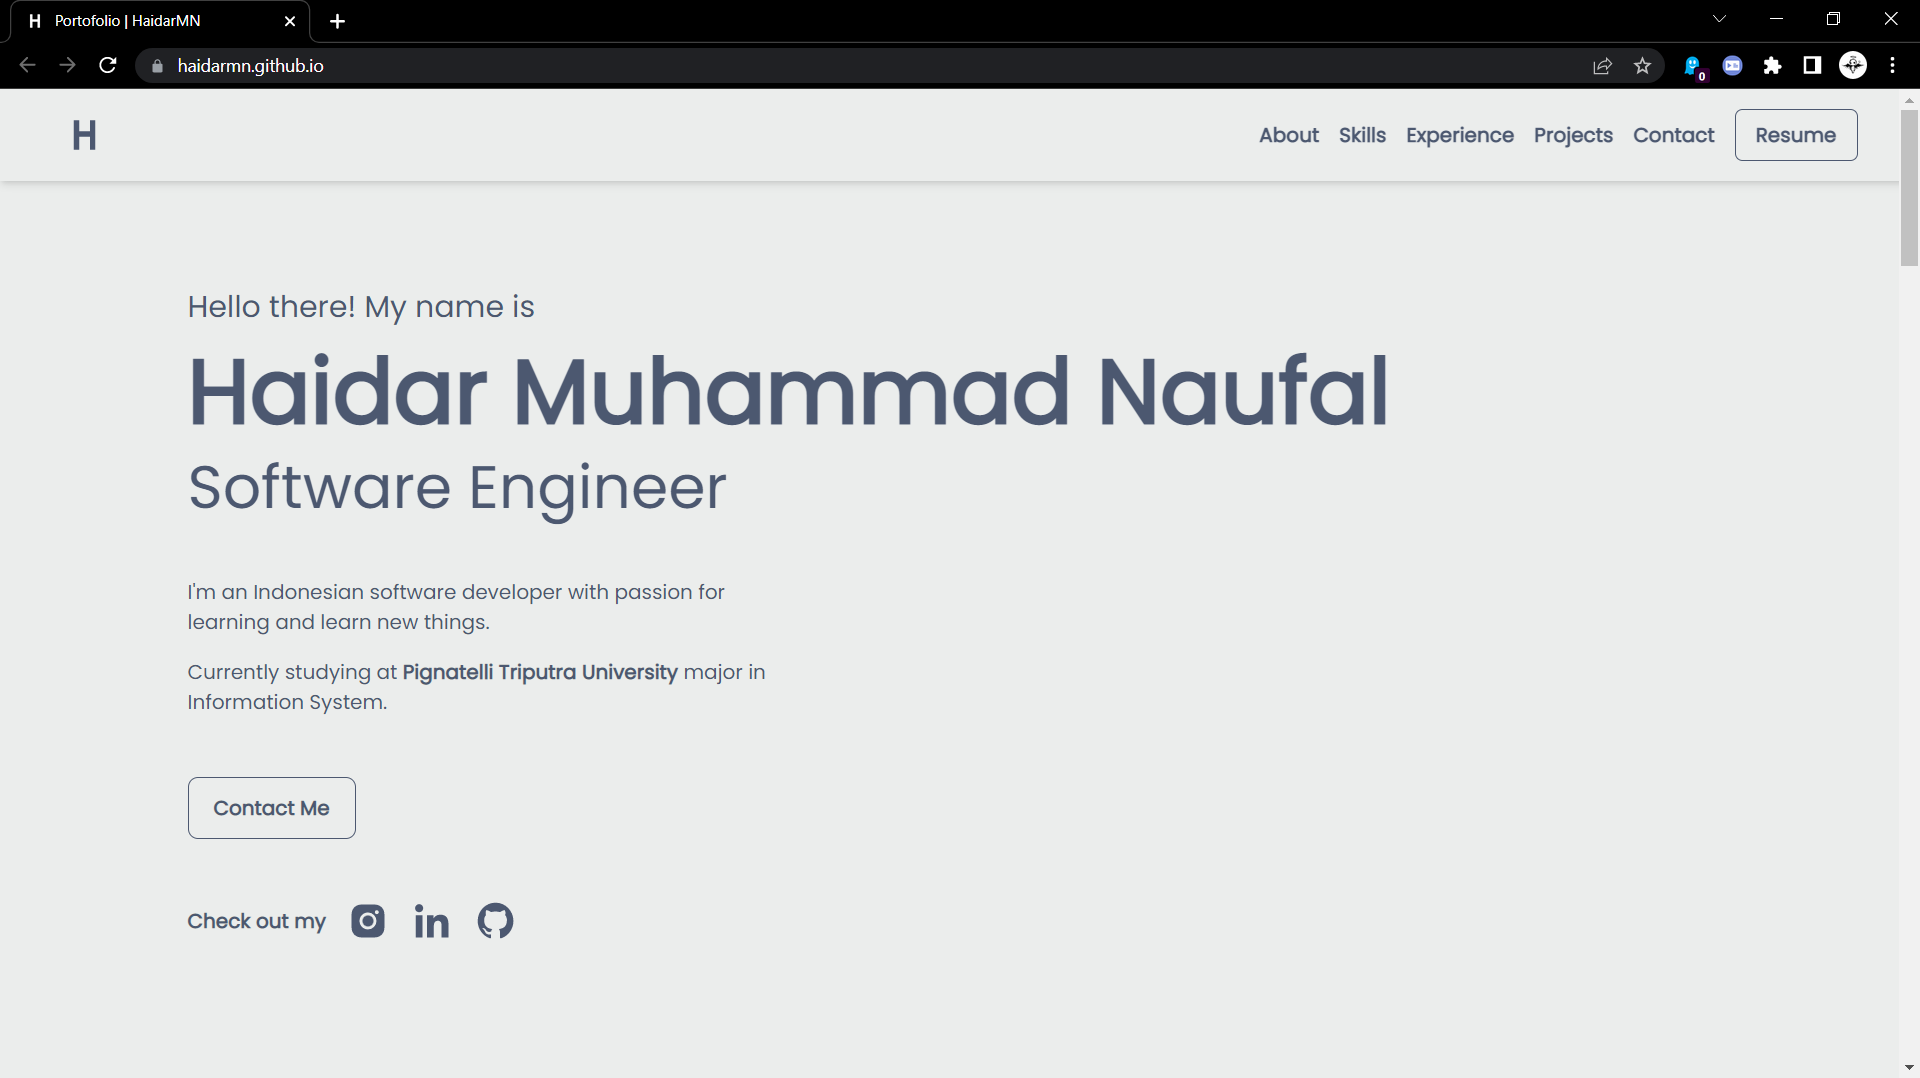 H Portofolio | HaidarMN
haidarmn.github.io
0
H
About Skills Experience Projects Contact Resume
Hello there! My name is
Haidar Muhammad Naufal
Software Engineer
I'm an Indonesian software developer with passion for
learning and learn new things.
Currently studying at Pignatelli Triputra University major in
Information System.
Contact Me
Check out my in